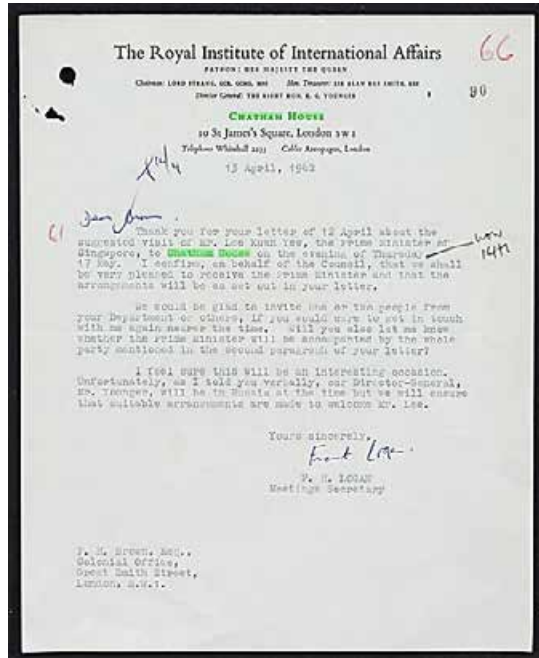 The Royal Institute of International Affairs
66
PATRON: HER MAJESTY THE QUEEN
Chairman: LORD STRANG, GCB, GCMG, MBE Hon. Treasurer: SIR ALAN REY SMITH, KBE
Director General: THE RIGHT HON. K. G. YOUNGER
90
CHATHAM HOUSE
10 St James's Square, London SW1
Telephone Whitehall 2233 Cables Areopagus, London
13 April, 1962
Dear Brown.
61
Thank you for your letter of 12 April about the
suggested visit of Mr. Lee Kuan Yew, the Prime Minister of
Singapore, to Chatham House on the evening of Thursday
17 May. I confirm, on behalf of the Council, that we shall
be very pleased to receive the Prime Minister and that the
arrangements will be as set out in your letter.
now
14th
We would be glad to invite one or two people from
your Department or others, if you would care to get in touch
with me again nearer the time. Will you also let me know
whether the Prime Minister will be accompanied by the whole
party mentioned in the second paragraph of your letter?
I feel sure this will be an interesting occasion.
Unfortunately, as I told you verbally, our Director-General,
Mr. Younger, will be in Russia at the time but we will ensure
that suitable arrangements are made to welcome Mr. Lee.
Yours sincerely,
Frank Logan
F. H. LOGAN
Meetings Secretary
F. H. Brown, Esq.,
Colonial Office,
Great Smith Street,
London, S.W.1.